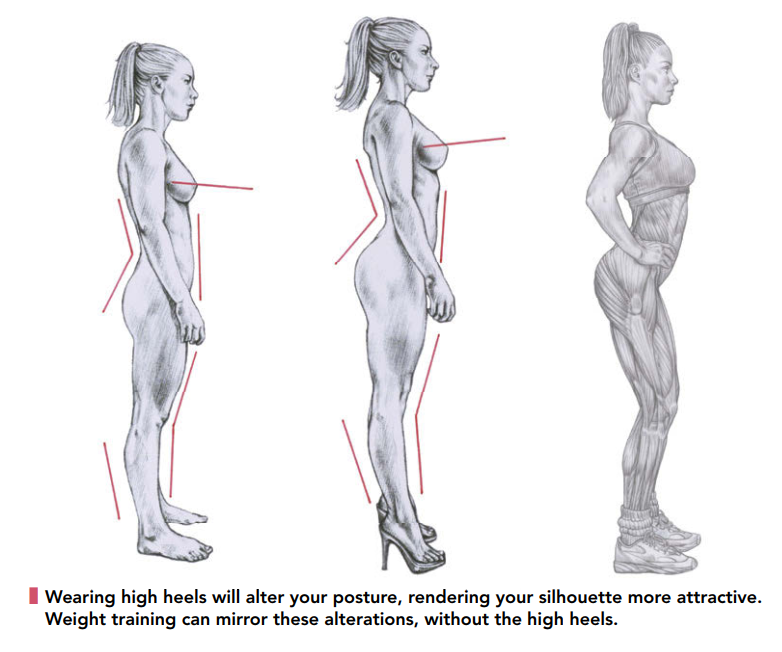 Wearing high heels will alter your posture, rendering your silhouette more attractive.
Weight training can mirror these alterations, without the high heels.